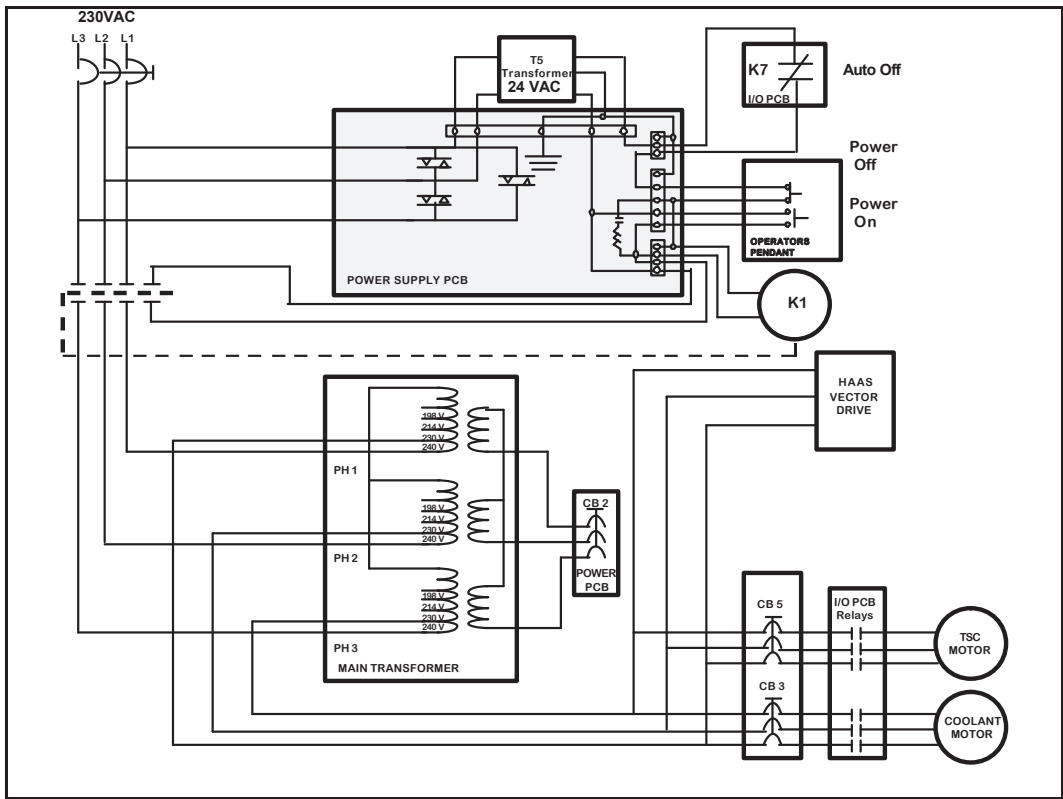 230VAC
L3 L2 L1
T5
Transformer
24 VAC
K7
I/O PCB
Auto Off
Power
Off
Power
On
OPERATORS
PENDANT
POWER SUPPLY PCB
K1
HAAS
VECTOR
DRIVE
198 V
214 V
230 V
240 V
PH 1
198 V
214 V
230 V
240 V
PH 2
198 V
214 V
230 V
240 V
PH 3
MAIN TRANSFORMER
CB 2
POWER
PCB
CB 5
I/O PCB
Relays
TSC
MOTOR
CB 3
COOLANT
MOTOR